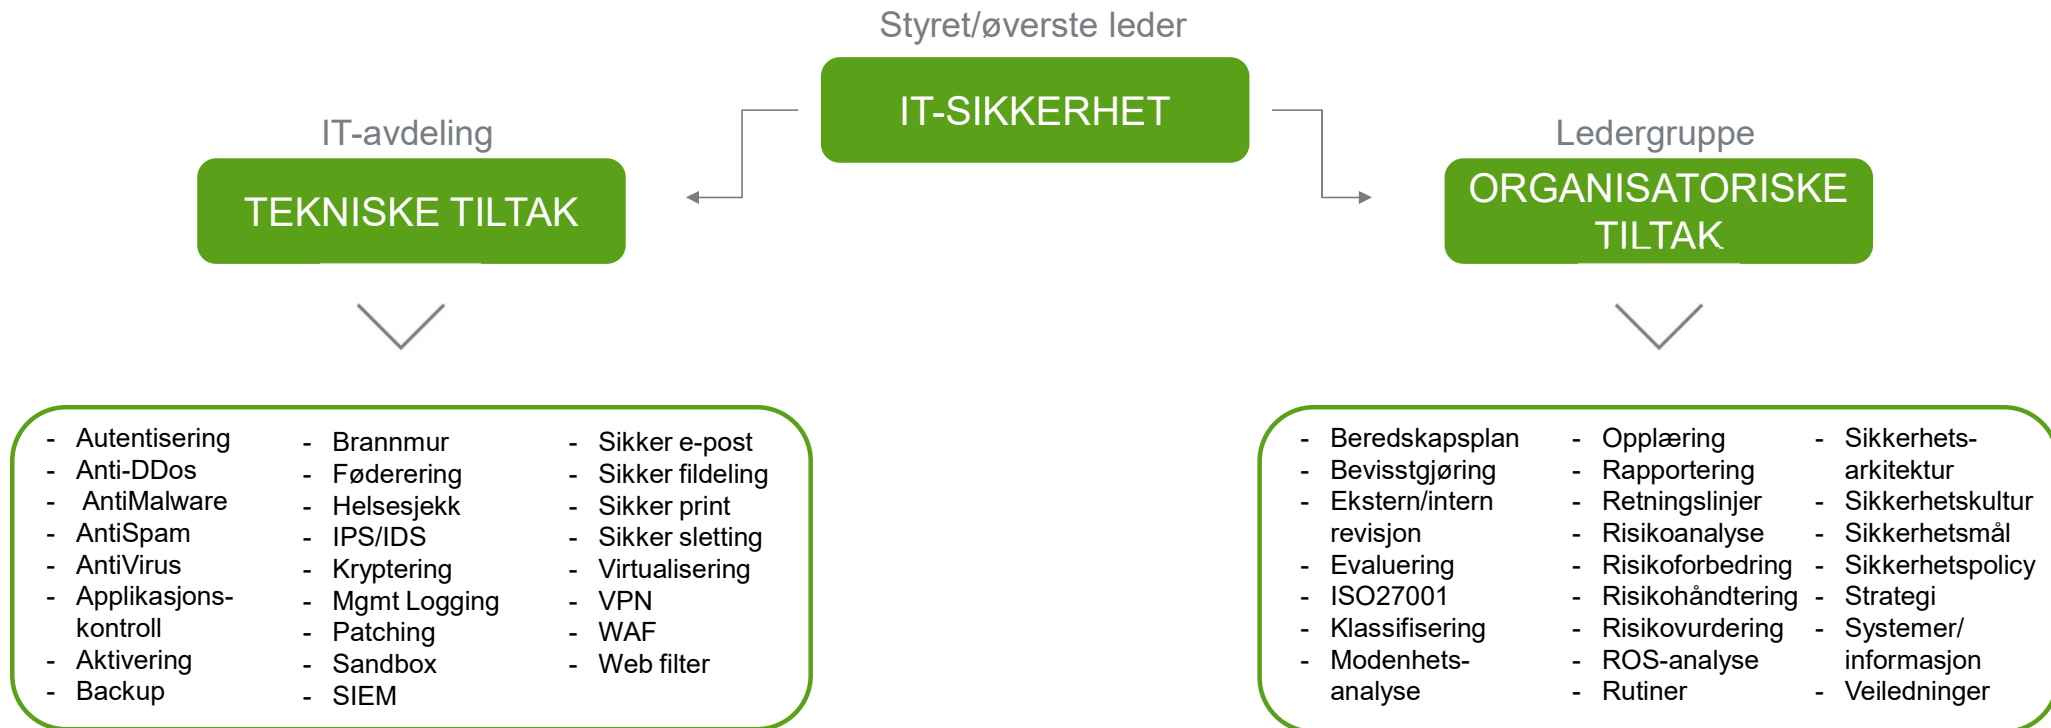 Styret/øverste leder
IT-SIKKERHET
IT-avdeling
TEKNISKE TILTAK
Ledergruppe
ORGANISATORISKE
TILTAK
- Autentisering
- Anti-DDos
- AntiMalware
- AntiSpam
- AntiVirus
- Applikasjons-
kontroll
- Aktivering
- Backup
- Brannmur
- Føderering
- Helsesjekk
- IPS/IDS
- Kryptering
- Mgmt Logging
- Patching
- Sandbox
- SIEM
- Sikker e-post
- Sikker fildeling
- Sikker print
- Sikker sletting
- Virtualisering
- VPN
- WAF
- Web filter
- Beredskapsplan
- Bevisstgjøring
- Ekstern/intern
revisjon
- Evaluering
- ISO27001
- Klassifisering
- Modenhets-
analyse
- Opplæring
- Rapportering
- Retningslinjer
- Risikoanalyse
- Risikoforbedring
- Risikohåndtering
- Risikovurdering
- ROS-analyse
- Rutiner
- Sikkerhets-
arkitektur
- Sikkerhetskultur
- Sikkerhetsmål
- Sikkerhetspolicy
- Strategi
- Systemer/
informasjon
- Veiledninger